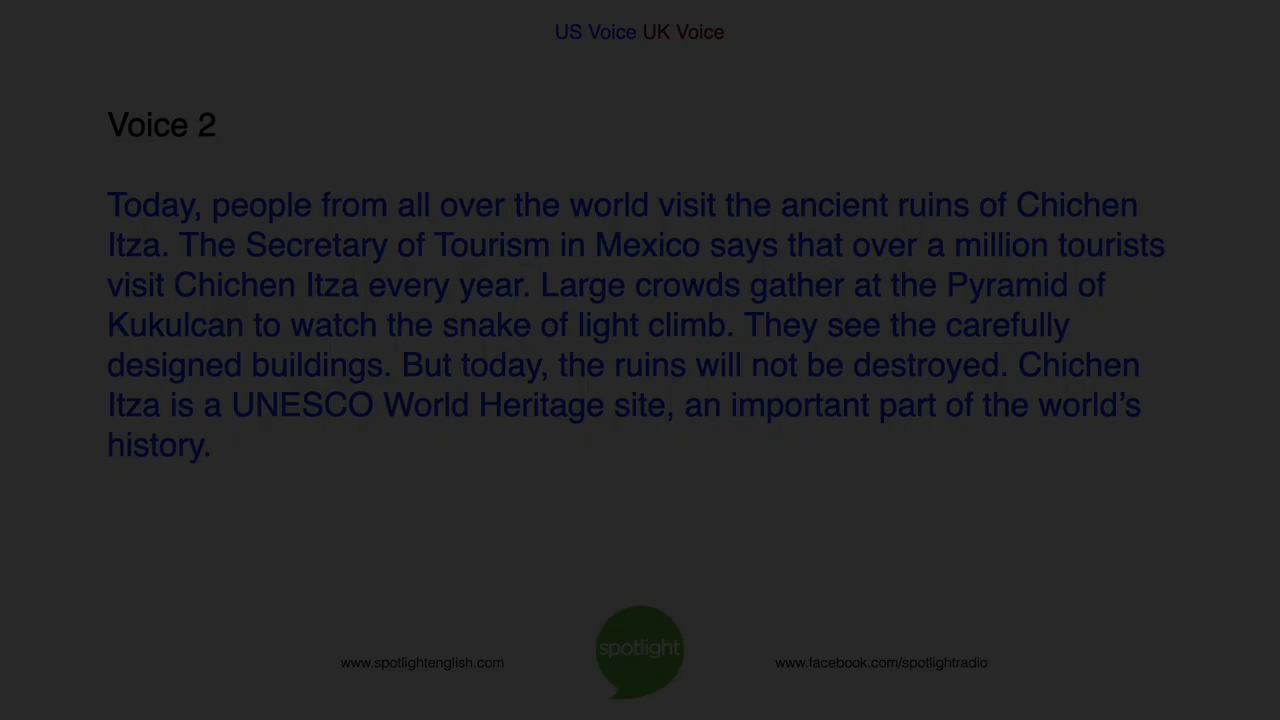 US Voice UK Voice
Voice 2
Today, people from all over the world visit the ancient ruins of Chichen
Itza. The Secretary of Tourism in Mexico says that over a million tourists
visit Chichen Itza every year. Large crowds gather at the Pyramid of
Kukulcan to watch the snake of light climb. They see the carefully
designed buildings. But today, the ruins will not be destroyed. Chichen
Itza is a UNESCO World Heritage site, an important part of the world’s
history.
www.spotlightenglish.com
spotlight
www.facebook.com/spotlightradio